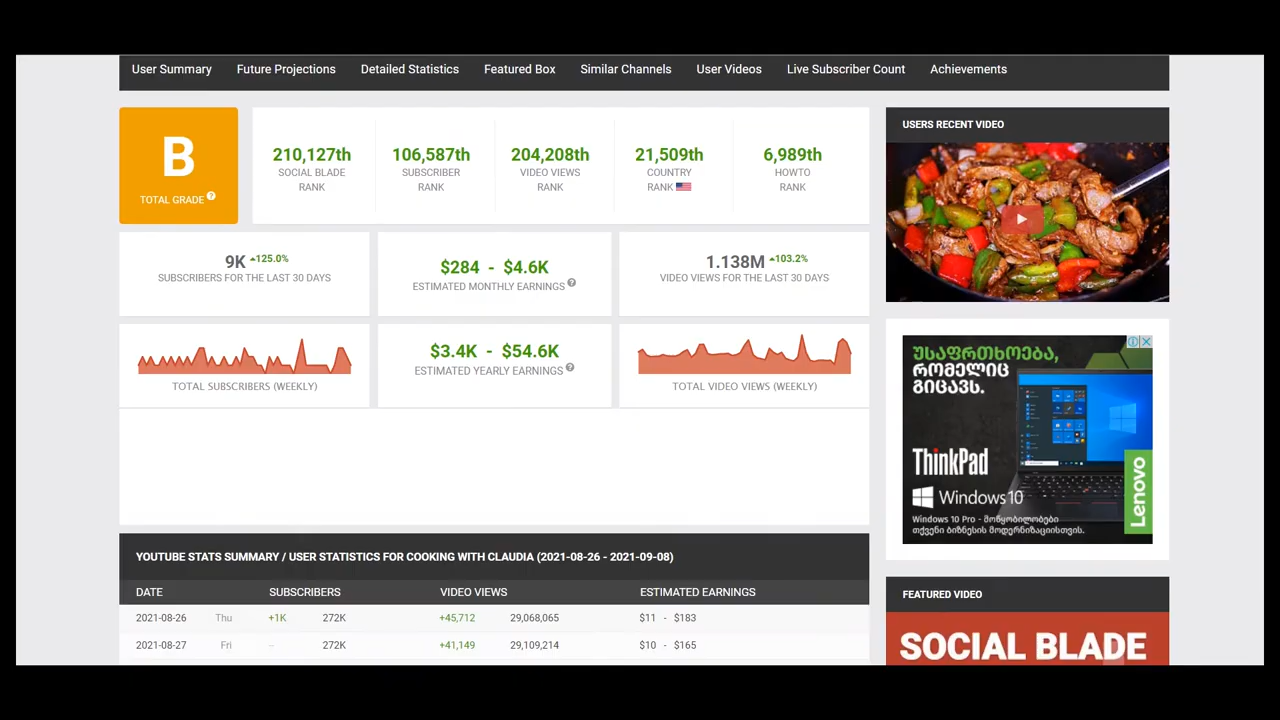 User Summary Future Projections Detailed Statistics Featured Box Similar Channels User Videos Live Subscriber Count Achievements
B
TOTAL GRADE ?
210,127th
SOCIAL BLADE
RANK
106,587th
SUBSCRIBER
RANK
204,208th
VIDEO VIEWS
RANK
21,509th
COUNTRY
RANK
6,989th
HOWTO
RANK
9K 125.0%
SUBSCRIBERS FOR THE LAST 30 DAYS
$284 - $4.6K
ESTIMATED MONTHLY EARNINGS ?
1.138M 103.2%
VIDEO VIEWS FOR THE LAST 30 DAYS
TOTAL SUBSCRIBERS (WEEKLY)
$3.4K - $54.6K
ESTIMATED YEARLY EARNINGS ?
TOTAL VIDEO VIEWS (WEEKLY)
YOUTUBE STATS SUMMARY / USER STATISTICS FOR COOKING WITH CLAUDIA (2021-08-26 - 2021-09-08)
DATE SUBSCRIBERS VIDEO VIEWS ESTIMATED EARNINGS
2021-08-26 Thu +1K 272K +45,712 29,068,065 $11 - $183
2021-08-27 Fri -- 272K +41,149 29,109,214 $10 - $165
USERS RECENT VIDEO
უსაფრთხოება,
რომელიც
გიცავს.
ThinkPad
Windows 10
Windows 10 Pro - მოწყობილობები
თქვენი ბიზნესის მოდერნიზაციისთვის.
Lenovo
FEATURED VIDEO
SOCIAL BLADE